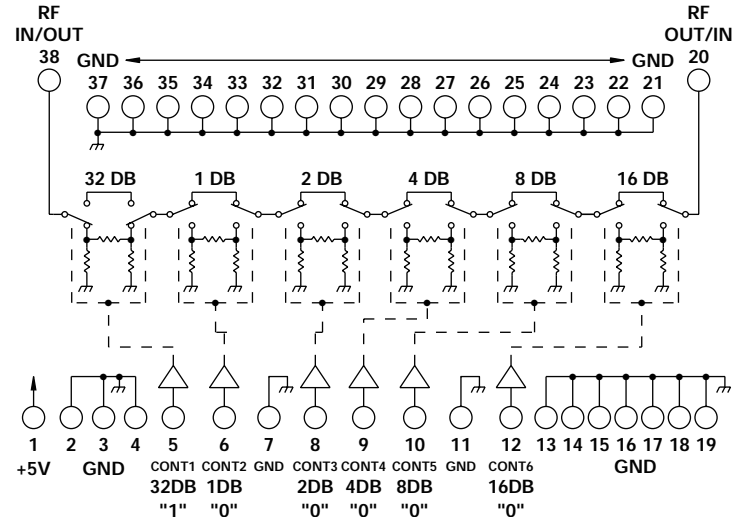 RF IN/OUT 38
RF OUT/IN 20
GND GND
37 36 35 34 33 32 31 30 29 28 27 26 25 24 23 22 21
32 DB 1 DB 2 DB 4 DB 8 DB 16 DB
1 2 3 4 5 6 7 8 9 10 11 12 13 14 15 16 17 18 19
+5V GND CONT1 CONT2 GND CONT3 CONT4 CONT5 GND CONT6 GND
32DB 1DB 2DB 4DB 8DB 16DB
"1" "0" "0" "0" "0" "0"